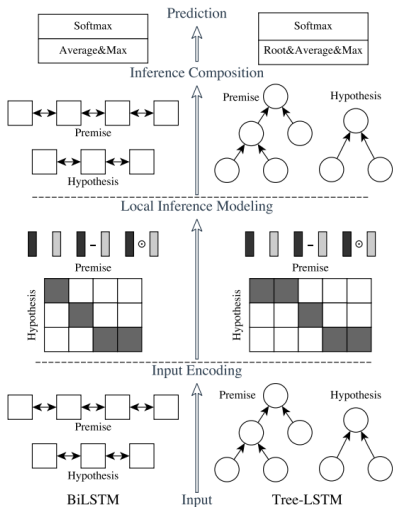 Prediction
Softmax
Average&Max
Softmax
Root&Average&Max
Inference Composition
Premise
Hypothesis
Premise
Hypothesis
Local Inference Modeling
–
⊙
–
⊙
Premise
Hypothesis
Premise
Hypothesis
Input Encoding
Premise
Hypothesis
Premise
Hypothesis
BiLSTM
Input
Tree-LSTM